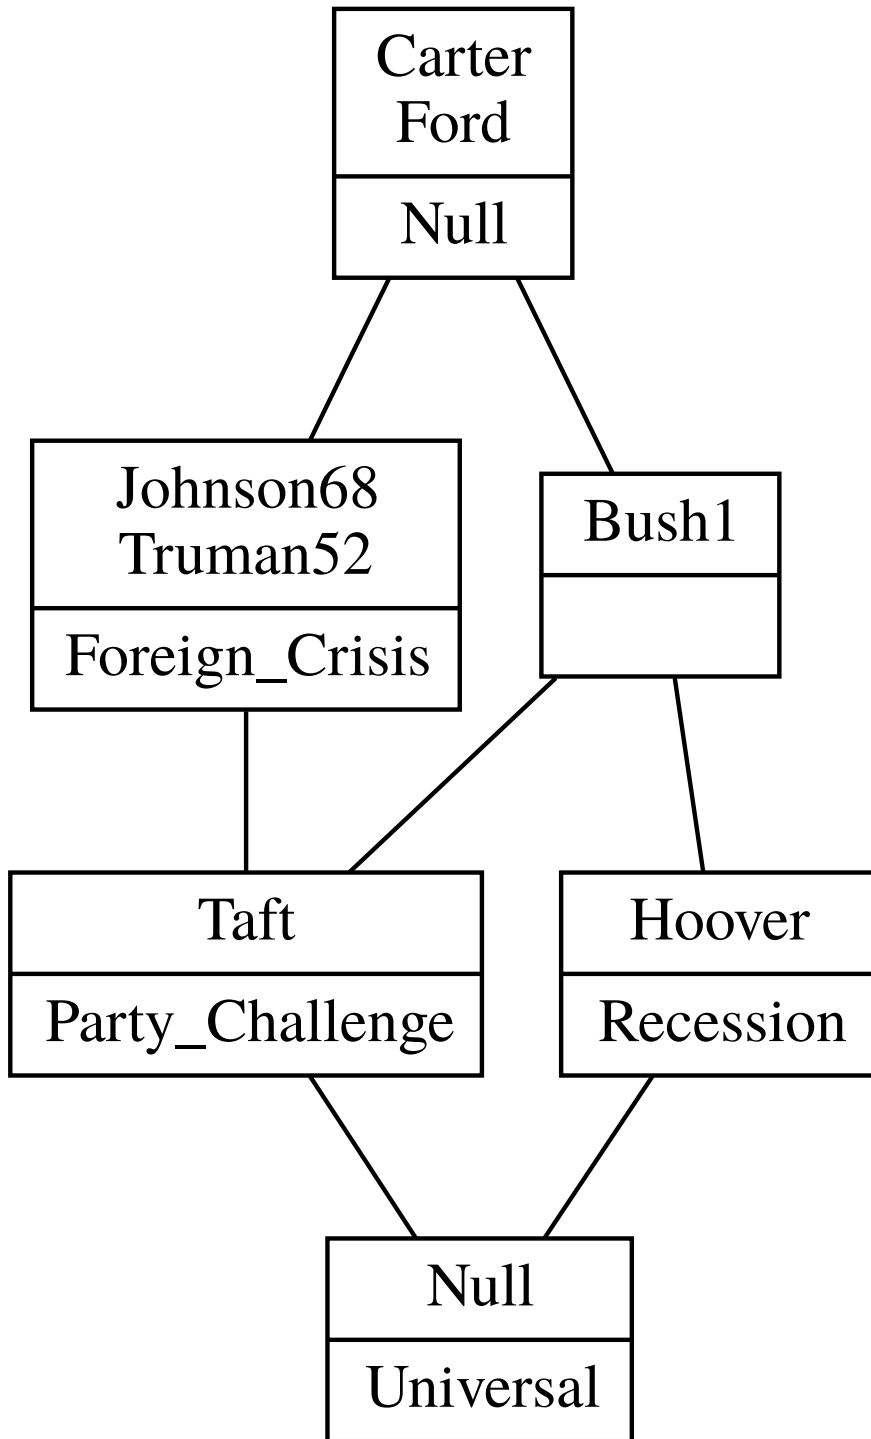 Carter
Ford
Null
Johnson68
Truman52
Foreign_Crisis
Bush1
Taft
Party_Challenge
Hoover
Recession
Null
Universal